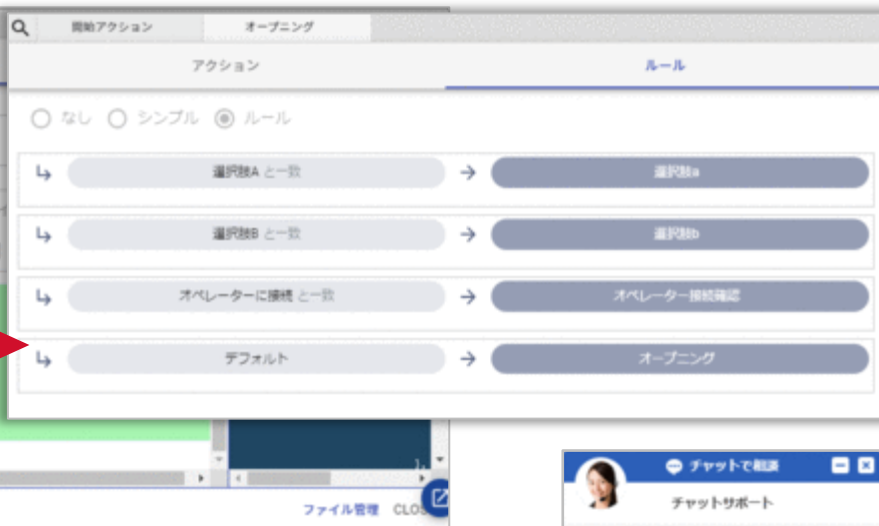 開始アクション オープニング
アクション ルール
なし シンプル ルール
選択肢A と一致 → 選択肢a
選択肢B と一致 → 選択肢b
オペレーターに接続 と一致 → オペレーター接続確認
デフォルト → オープニング
ファイル管理 CLO
チャットで相談
チャットサポート